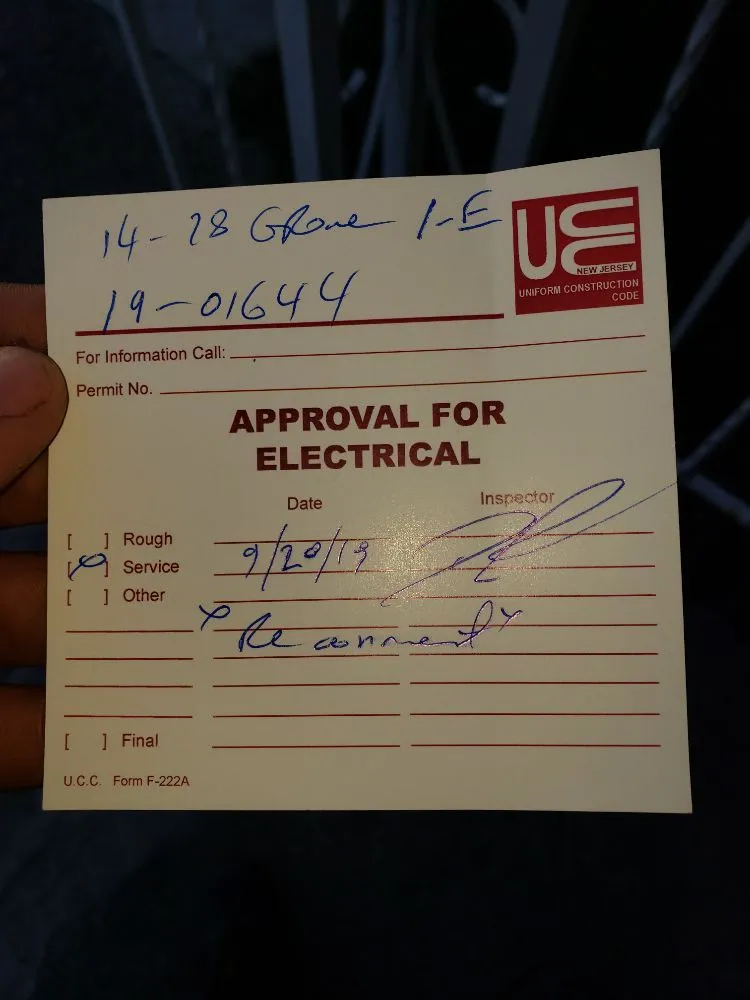 14-28 Grove 1-E
19-01644
UCC
NEW JERSEY
UNIFORM CONSTRUCTION
CODE
For Information Call:
Permit No.
APPROVAL FOR
ELECTRICAL
Date Inspector
[ ] Rough
[ ] Service 9/20/19
[ ] Other
[ ] Final
U.C.C. Form F-222A